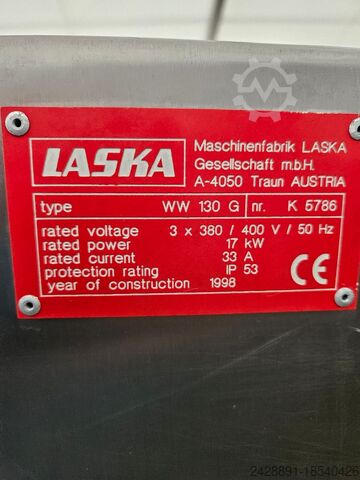 LASKA
Maschinenfabrik LASKA
Gesellschaft m.b.H.
A-4050 Traun AUSTRIA
type WW 130 G nr. K 5786
rated voltage 3 x 380 / 400 V / 50 Hz
rated power 17 kW
rated current 33 A
protection rating IP 53
year of construction 1998
CE
2428891-18540426